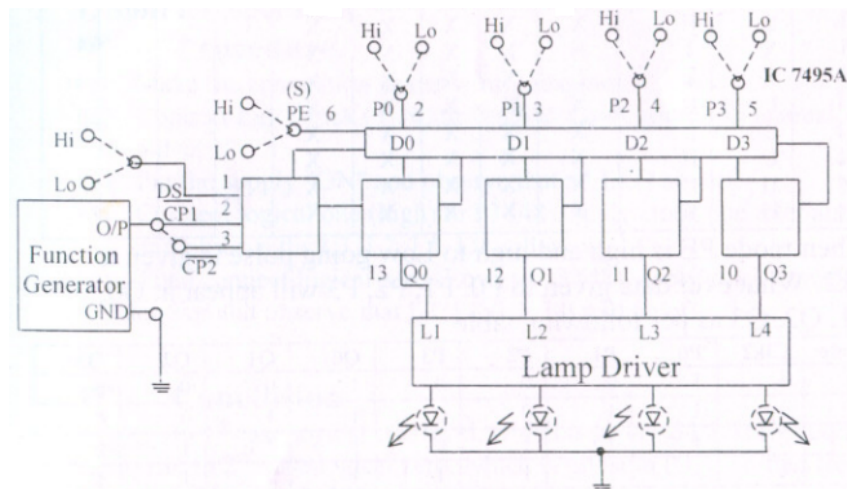 Hi Lo Hi Lo Hi Lo Hi Lo
IC 7495A
(S)
Hi PE 6 P0 2 P1 3 P2 4 P3 5
Lo D0 D1 D2 D3
Hi
Lo
DS
CP1 2
O/P
3
CP2
Function
Generator
GND
13 Q0 12 Q1 11 Q2 10 Q3
L1 L2 L3 L4
Lamp Driver